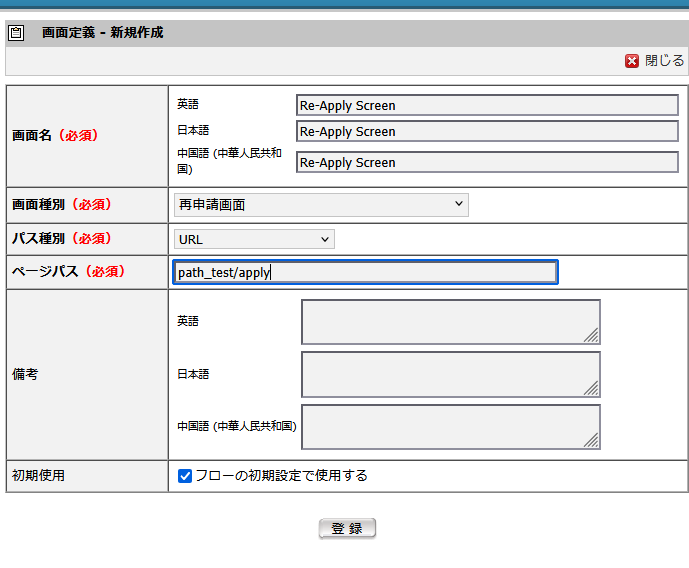 画面定義 - 新規作成
閉じる
画面名（必須）
英語
Re-Apply Screen
日本語
Re-Apply Screen
中国語 (中華人民共和
国)
Re-Apply Screen
画面種別（必須）
再申請画面
パス種別（必須）
URL
ページパス（必須）
path_test/apply
備考
英語
日本語
中国語 (中華人民共和国)
初期使用
フローの初期設定で使用する
登録